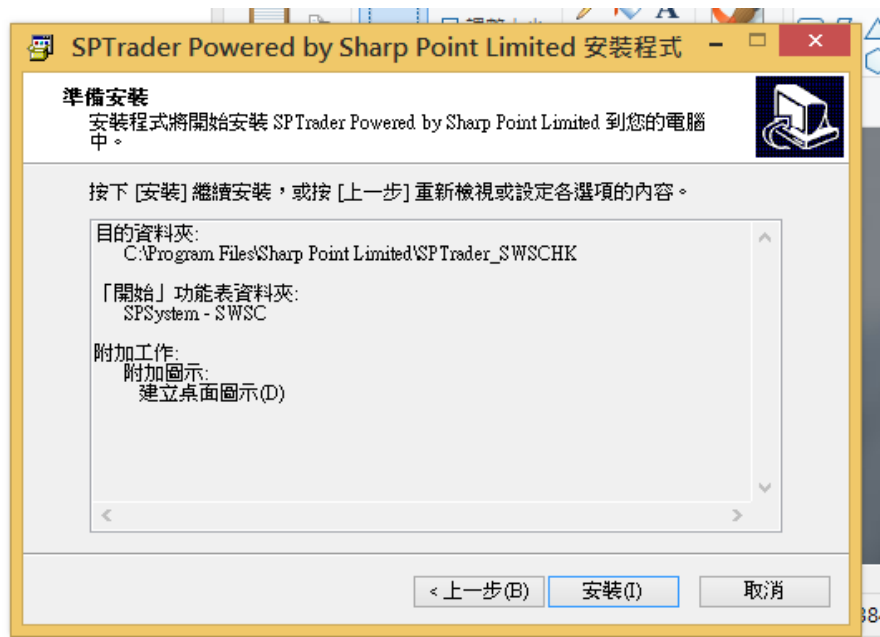 SPTrader Powered by Sharp Point Limited 安裝程式
準備安裝
安裝程式將開始安裝 SPTrader Powered by Sharp Point Limited 到您的電腦
中。
按下 [安裝] 繼續安裝，或按 [上一步] 重新檢視或設定各選項的內容。
目的資料夾:
C:\Program Files\Sharp Point Limited\SPTrader_SWSCHK
「開始」功能表資料夾:
SPSystem - SWSC
附加工作:
附加圖示:
建立桌面圖示(D)
< 上一步(B)
安裝(I)
取消